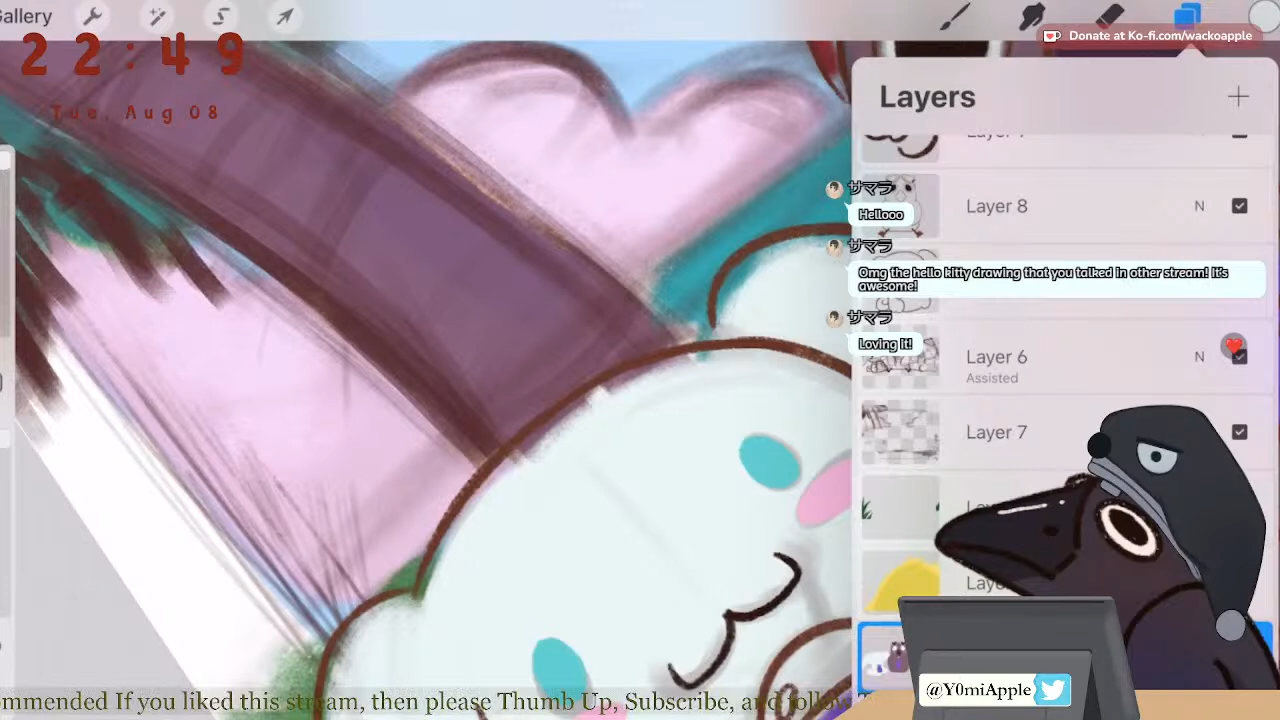 Gallery
22:49
Tue, Aug 08
Donate at Ko-fi.com/wackoapple
Layers
Layer 8
N
サマラ
Hellooo
サマラ
Omg the hello kitty drawing that you talked in other stream! It's
awesome!
サマラ
Loving it!
Layer 6
N
Assisted
Layer 7
@Y0miApple
ommended If you liked this stream, then please Thumb Up, Subscribe, and follow